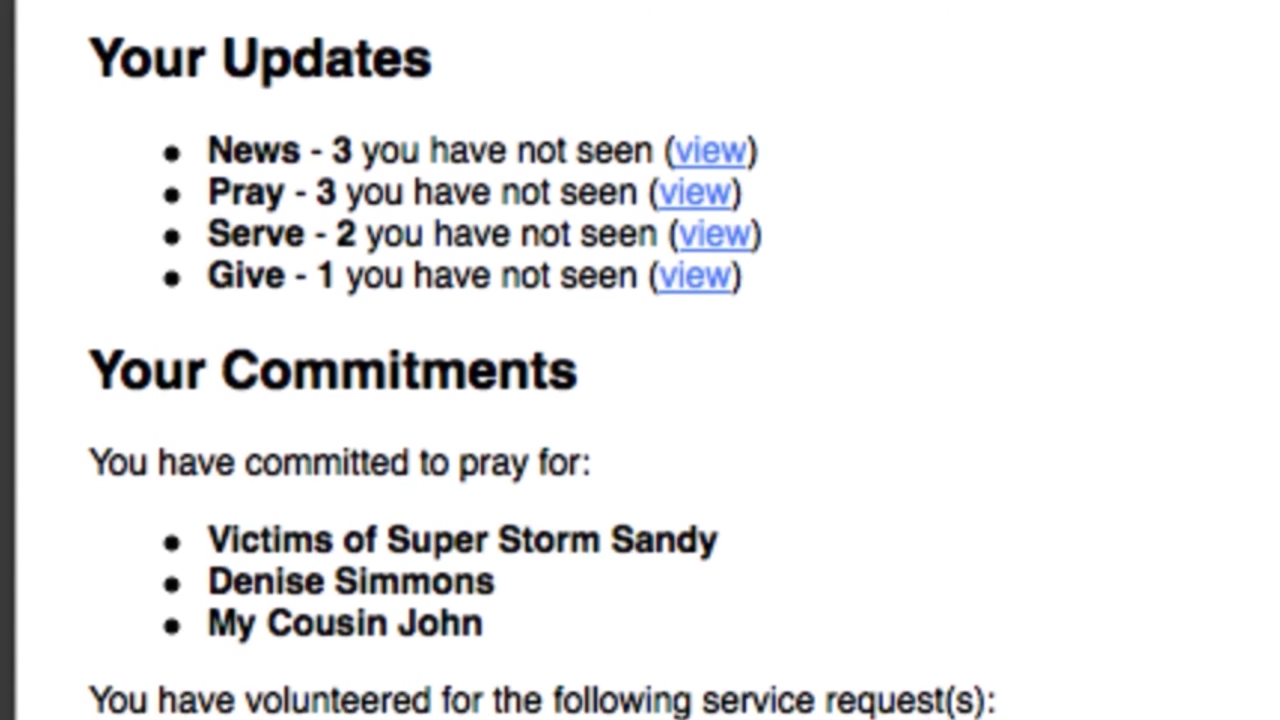 Your Updates
• News - 3 you have not seen (view)
• Pray - 3 you have not seen (view)
• Serve - 2 you have not seen (view)
• Give - 1 you have not seen (view)
Your Commitments
You have committed to pray for:
• Victims of Super Storm Sandy
• Denise Simmons
• My Cousin John
You have volunteered for the following service request(s):